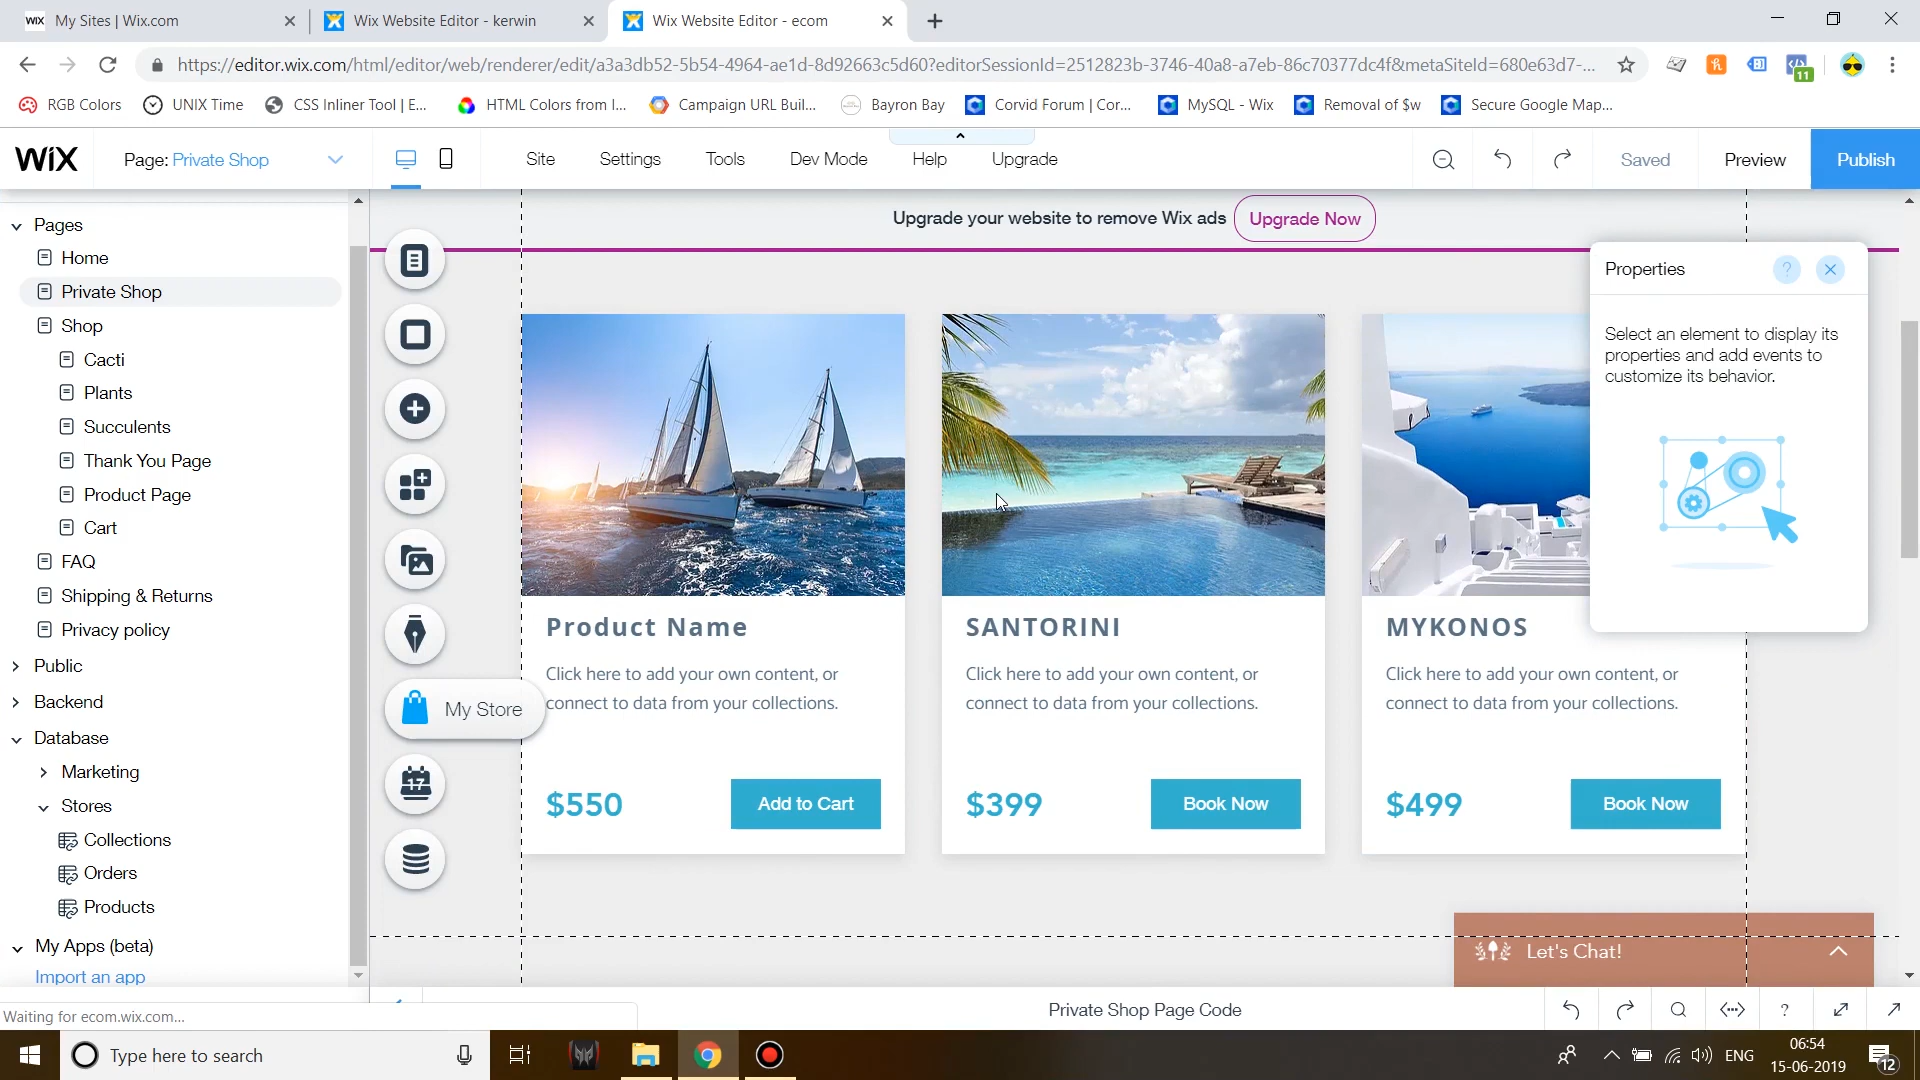 WiX My Sites | Wix.com
Wix Website Editor - kerwin
Wix Website Editor - ecom
https://editor.wix.com/html/editor/web/renderer/edit/a3a3db52-5b54-4964-ae1d-8d92663c5d60?editorSessionId=2512823b-3746-40a8-a7eb-86c70377dc4f&metaSiteId=680e63d7-...
11
RGB Colors
UNIX Time
CSS Inliner Tool | E...
HTML Colors from I...
Campaign URL Buil...
Bayron Bay
Corvid Forum | Cor...
MySQL - Wix
Removal of $w
Secure Google Map...
WiX
Page: Private Shop
Site
Settings
Tools
Dev Mode
Help
Upgrade
Saved
Preview
Publish
Upgrade your website to remove Wix ads
Upgrade Now
Pages
Home
Private Shop
Shop
Cacti
Plants
Succulents
Thank You Page
Product Page
Cart
FAQ
Shipping & Returns
Privacy policy
Public
Backend
Database
Marketing
Stores
Collections
Orders
Products
My Apps (beta)
Import an app
My Store
17
Product Name
Click here to add your own content, or
connect to data from your collections.
$550
Add to Cart
SANTORINI
Click here to add your own content, or
connect to data from your collections.
$399
Book Now
MYKONOS
Click here to add your own content, or
connect to data from your collections.
$499
Book Now
Properties
?
Select an element to display its
properties and add events to
customize its behavior.
Let's Chat!
Private Shop Page Code
?
Waiting for ecom.wix.com...
Type here to search
ENG
06:54
15-06-2019
12